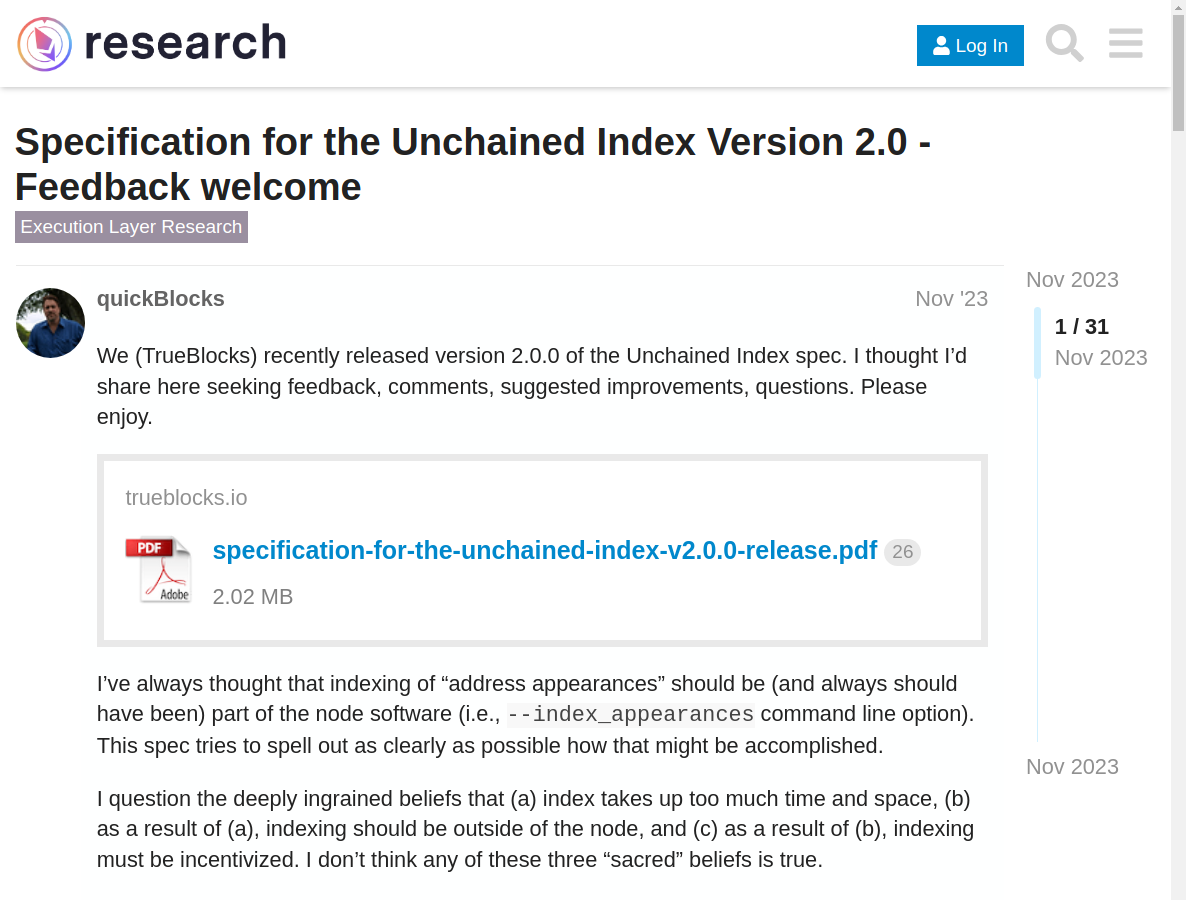 research
Log In
Specification for the Unchained Index Version 2.0 -
Feedback welcome
Execution Layer Research
quickBlocks
Nov '23
We (TrueBlocks) recently released version 2.0.0 of the Unchained Index spec. I thought I’d
share here seeking feedback, comments, suggested improvements, questions. Please
enjoy.
trueblocks.io
PDF
Adobe
specification-for-the-unchained-index-v2.0.0-release.pdf 26
2.02 MB
I’ve always thought that indexing of “address appearances” should be (and always should
have been) part of the node software (i.e., --index_appearances command line option).
This spec tries to spell out as clearly as possible how that might be accomplished.
I question the deeply ingrained beliefs that (a) index takes up too much time and space, (b)
as a result of (a), indexing should be outside of the node, and (c) as a result of (b), indexing
must be incentivized. I don’t think any of these three “sacred” beliefs is true.
Nov 2023
1 / 31
Nov 2023
Nov 2023